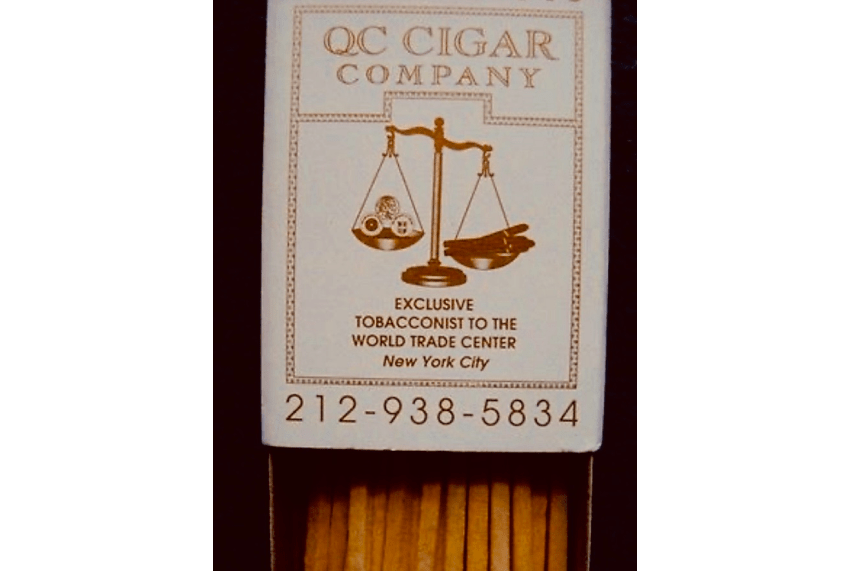 QC CIGAR
COMPANY
EXCLUSIVE
TOBACCONIST TO THE
WORLD TRADE CENTER
New York City
212-938-5834